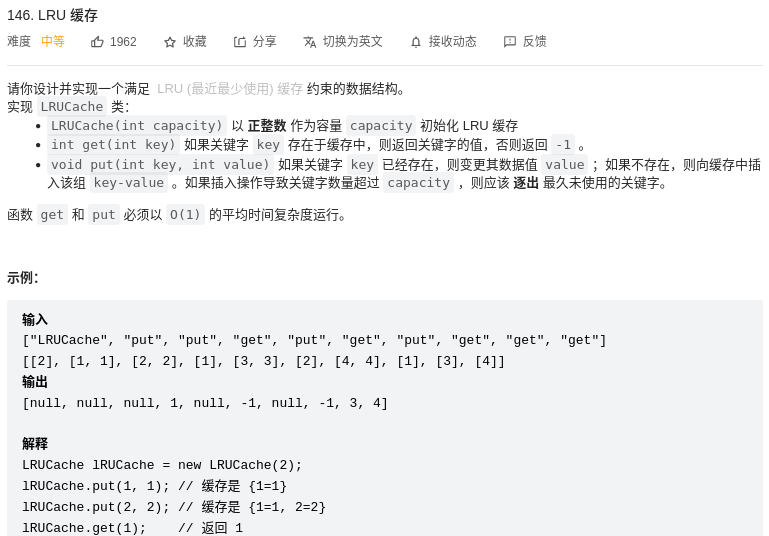 146. LRU 缓存
难度 中等 1962 收藏 分享 切换为英文 接收动态 反馈
请你设计并实现一个满足 LRU (最近最少使用) 缓存 约束的数据结构。
实现 LRUCache 类：
LRUCache(int capacity) 以 正整数 作为容量 capacity 初始化 LRU 缓存
int get(int key) 如果关键字 key 存在于缓存中，则返回关键字的值，否则返回 -1 。
void put(int key, int value) 如果关键字 key 已经存在，则变更其数据值 value ；如果不存在，则向缓存中插
入该组 key-value 。如果插入操作导致关键字数量超过 capacity ，则应该 逐出 最久未使用的关键字。
函数 get 和 put 必须以 O(1) 的平均时间复杂度运行。
示例：
输入
["LRUCache", "put", "put", "get", "put", "get", "put", "get", "get", "get"]
[[2], [1, 1], [2, 2], [1], [3, 3], [2], [4, 4], [1], [3], [4]]
输出
[null, null, null, 1, null, -1, null, -1, 3, 4]
解释
LRUCache lRUCache = new LRUCache(2);
lRUCache.put(1, 1); // 缓存是 {1=1}
lRUCache.put(2, 2); // 缓存是 {1=1, 2=2}
lRUCache.get(1);    // 返回 1